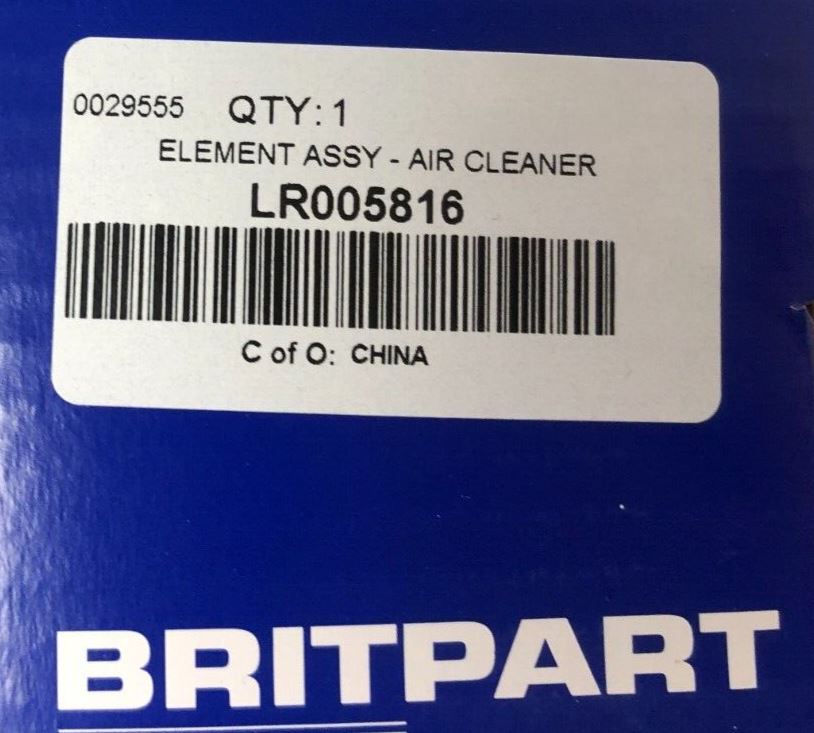 0029555 QTY: 1
ELEMENT ASSY - AIR CLEANER
LR005816
C of O: CHINA
BRITPART